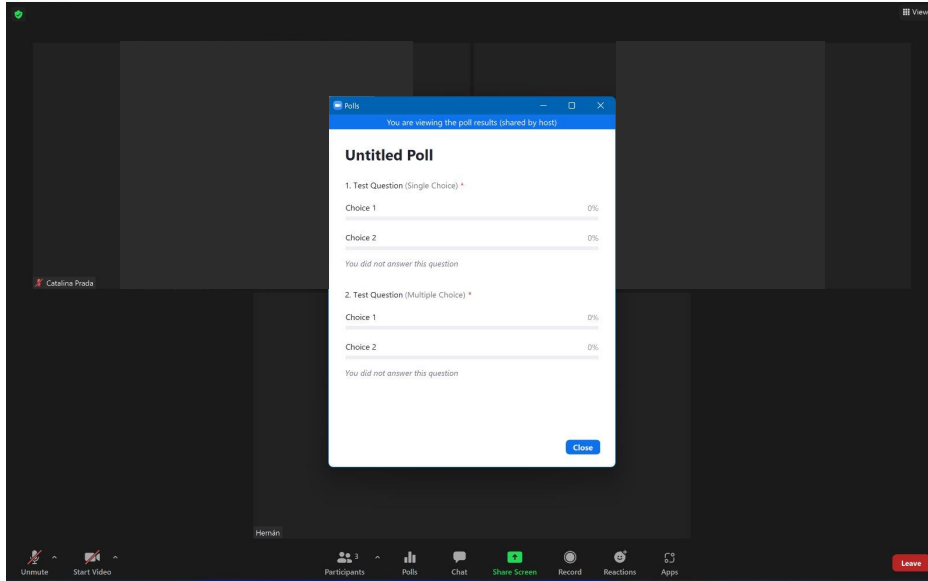 View
Polls
You are viewing the poll results (shared by host)
Untitled Poll
1. Test Question (Single Choice) *
Choice 1 0%
Choice 2 0%
You did not answer this question
2. Test Question (Multiple Choice) *
Choice 1 0%
Choice 2 0%
You did not answer this question
Close
Catalina Prada
Hernán
3
Unmute Start Video Participants Polls Chat Share Screen Record Reactions Apps Leave